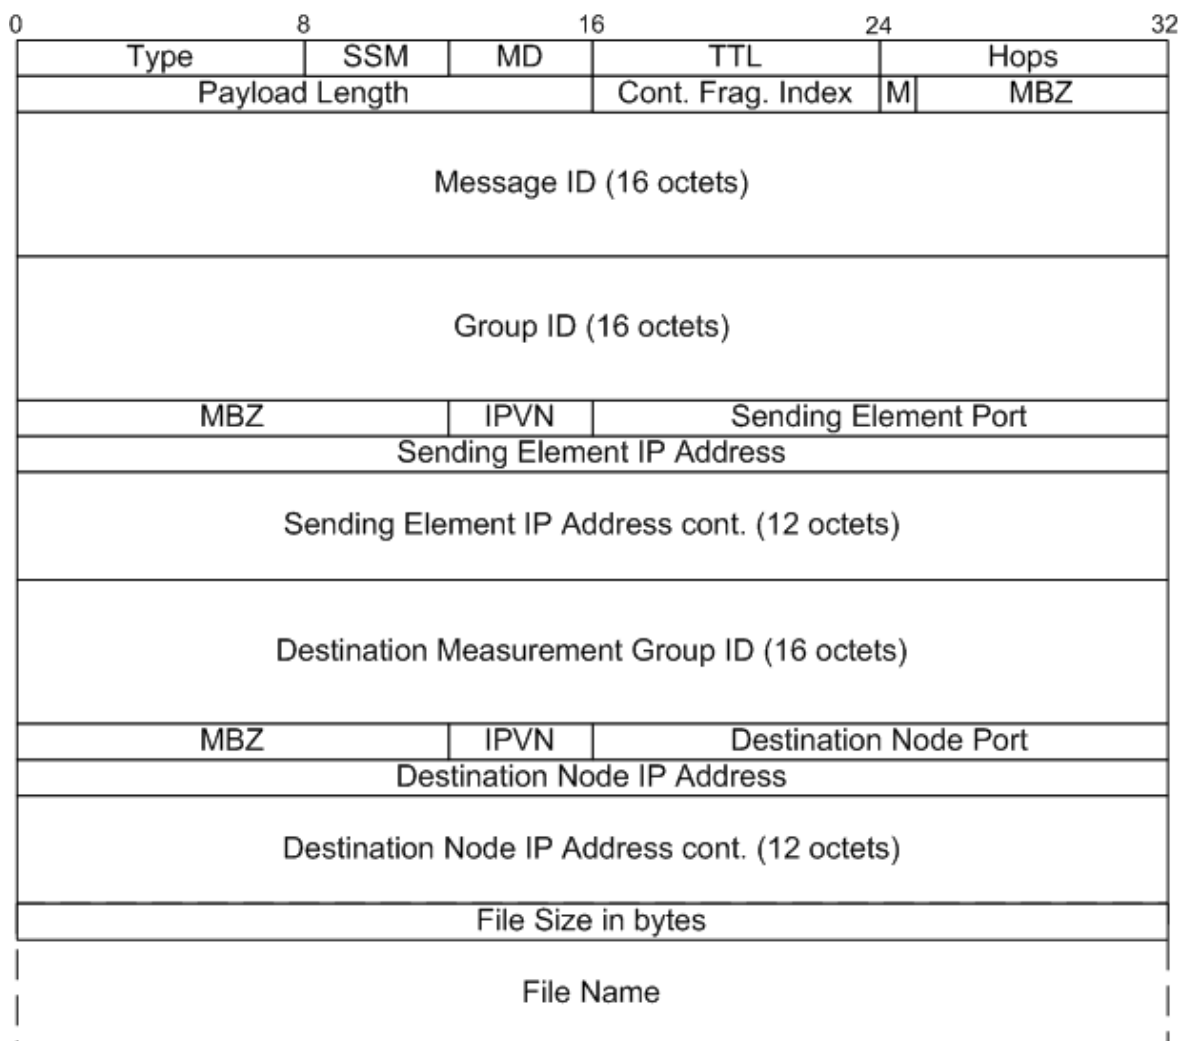 0 8 16 24 32
Type SSM MD TTL Hops
Payload Length Cont. Frag. Index M MBZ
Message ID (16 octets)
Group ID (16 octets)
MBZ IPVN Sending Element Port
Sending Element IP Address
Sending Element IP Address cont. (12 octets)
Destination Measurement Group ID (16 octets)
MBZ IPVN Destination Node Port
Destination Node IP Address
Destination Node IP Address cont. (12 octets)
File Size in bytes
File Name